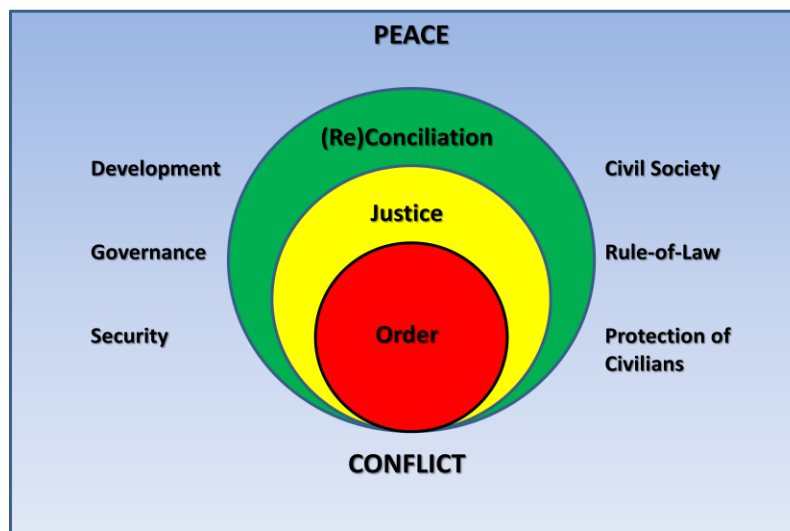 PEACE
(Re)Conciliation
Development
Civil Society
Justice
Governance
Rule-of-Law
Order
Security
Protection of
Civilians
CONFLICT